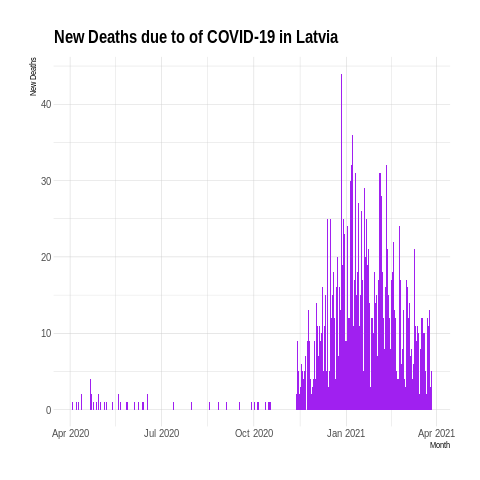 New Deaths due to of COVID-19 in Latvia
New Deaths
40
30
20
10
0
Apr 2020 Jul 2020 Oct 2020 Jan 2021 Apr 2021
Month